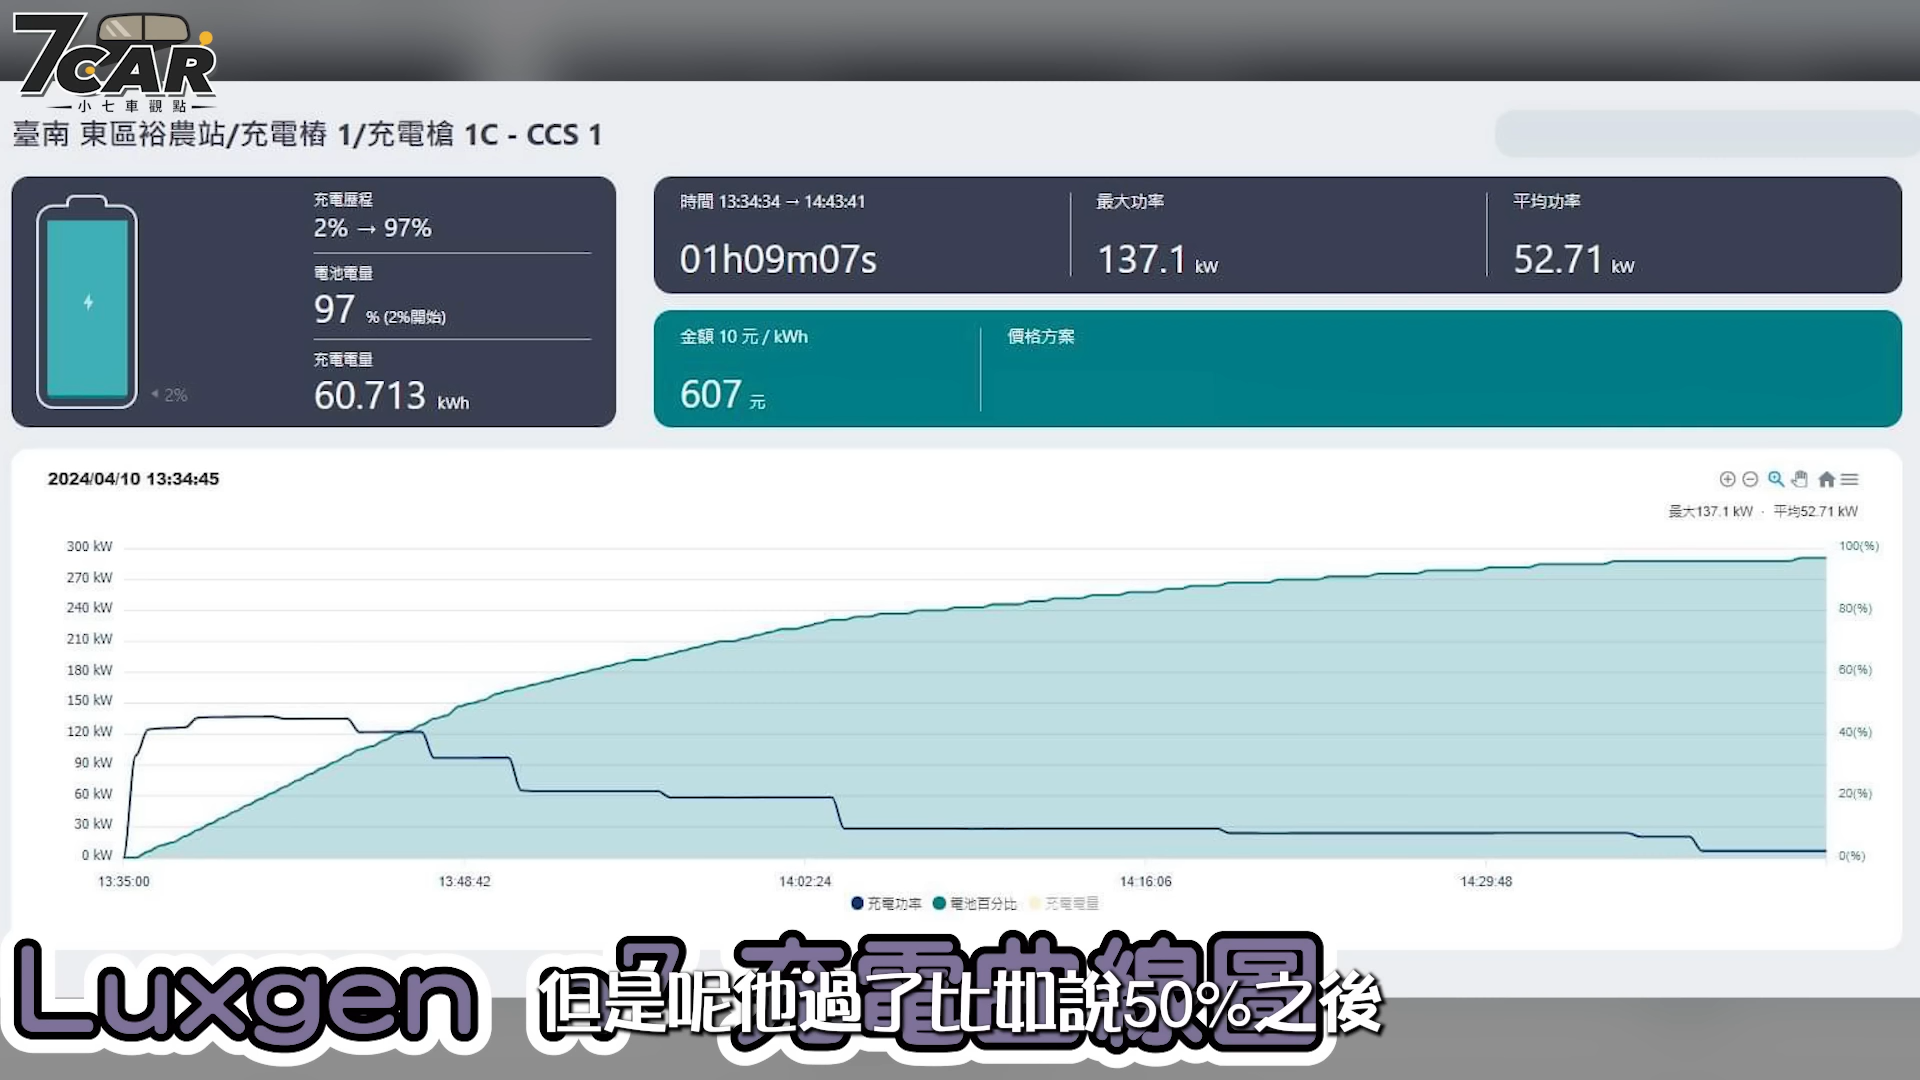 7CAR
小七車觀點
臺南 東區裕農站/充電樁 1/充電槍 1C - CCS 1
充電歷程
2% → 97%
電池電量
97 % (2%開始)
充電電量
60.713 kWh
◂ 2%
時間 13:34:34 → 14:43:41
01h09m07s
最大功率
137.1 kW
平均功率
52.71 kW
金額 10 元 / kWh
607 元
價格方案
2024/04/10 13:34:45
最大137.1 kW · 平均52.71 kW
300 kW
270 kW
240 kW
210 kW
180 kW
150 kW
120 kW
90 kW
60 kW
30 kW
0 kW
100(%)
80(%)
60(%)
40(%)
20(%)
0(%)
13:35:00 13:48:42 14:02:24 14:16:06 14:29:48
充電功率 電池百分比 充電電量
Luxgen n7 充電曲線圖
但是呢他過了比如說50%之後